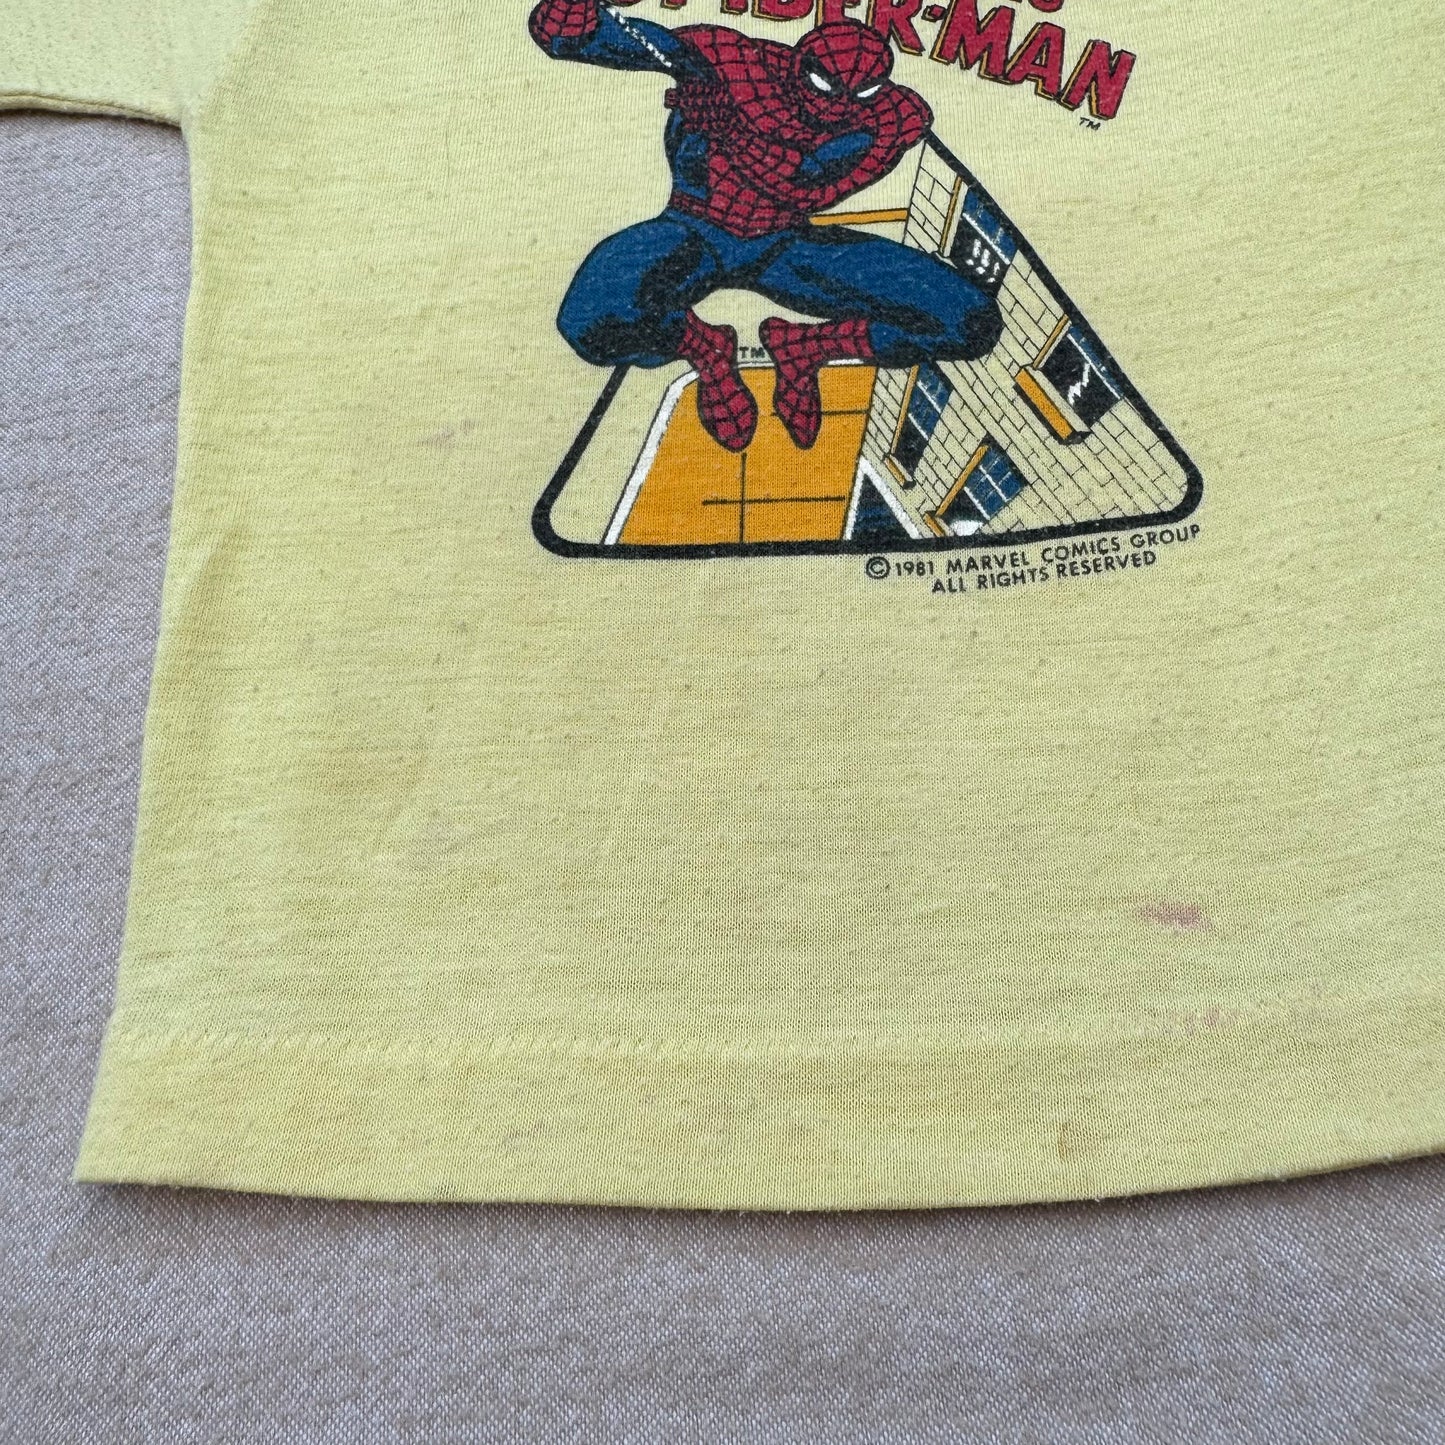 SPIDER-MAN
TM
TM
© 1981 MARVEL COMICS GROUP
ALL RIGHTS RESERVED